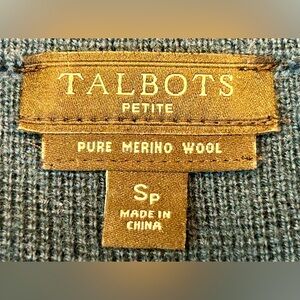 TALBOTS
PETITE
PURE MERINO WOOL
SP
MADE IN
CHINA